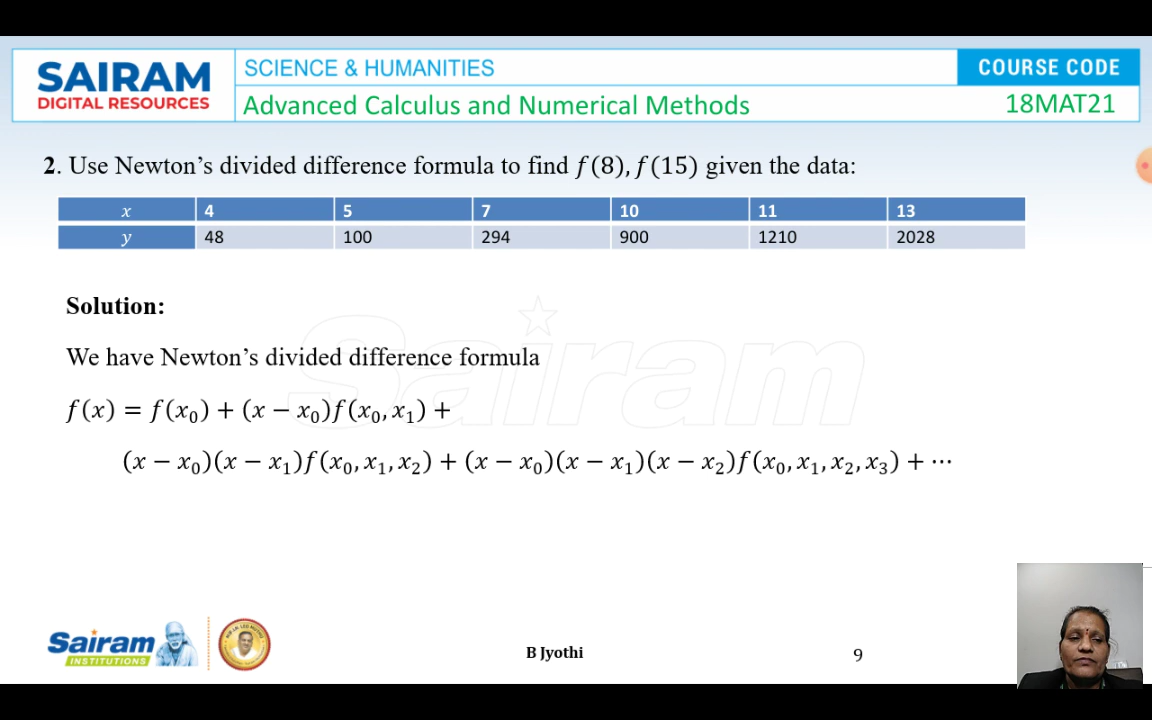 SAIRAM
DIGITAL RESOURCES
SCIENCE & HUMANITIES
COURSE CODE
Advanced Calculus and Numerical Methods
18MAT21
2. Use Newton’s divided difference formula to find f(8), f(15) given the data:
x 4 5 7 10 11 13
y 48 100 294 900 1210 2028
Solution:
Sairam
We have Newton’s divided difference formula
f(x) = f(x₀) + (x − x₀)f(x₀, x₁) +
(x − x₀)(x − x₁)f(x₀, x₁, x₂) + (x − x₀)(x − x₁)(x − x₂)f(x₀, x₁, x₂, x₃) + ⋯
Sairam
INSTITUTIONS
B Jyothi
9